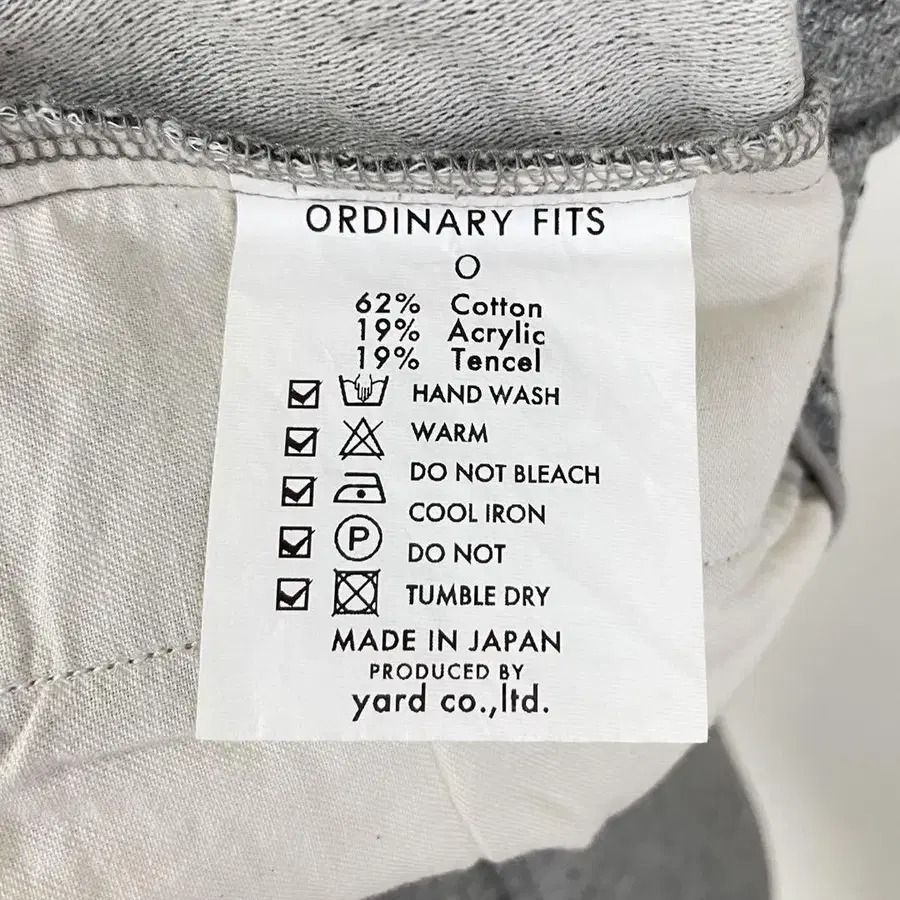 ORDINARY FITS
O
62% Cotton
19% Acrylic
19% Tencel
HAND WASH
WARM
DO NOT BLEACH
COOL IRON
P DO NOT
TUMBLE DRY
MADE IN JAPAN
PRODUCED BY
yard co.,ltd.